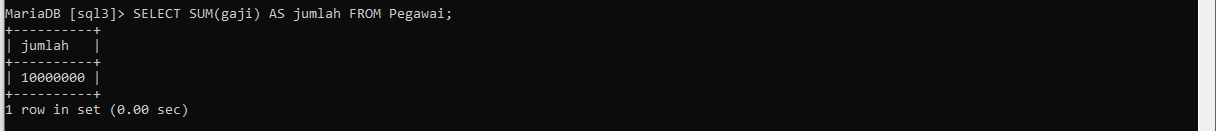 MariaDB [sql3]> SELECT SUM(gaji) AS jumlah FROM Pegawai;
+----------+
| jumlah   |
+----------+
| 10000000 |
+----------+
1 row in set (0.00 sec)